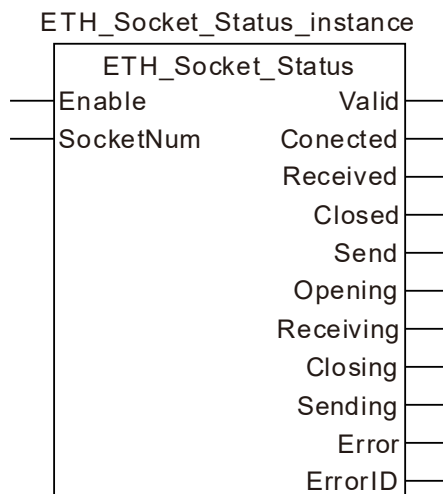 ETH_Socket_Status_instance
ETH_Socket_Status
Enable Valid
SocketNum Conected
Received
Closed
Send
Opening
Receiving
Closing
Sending
Error
ErrorID